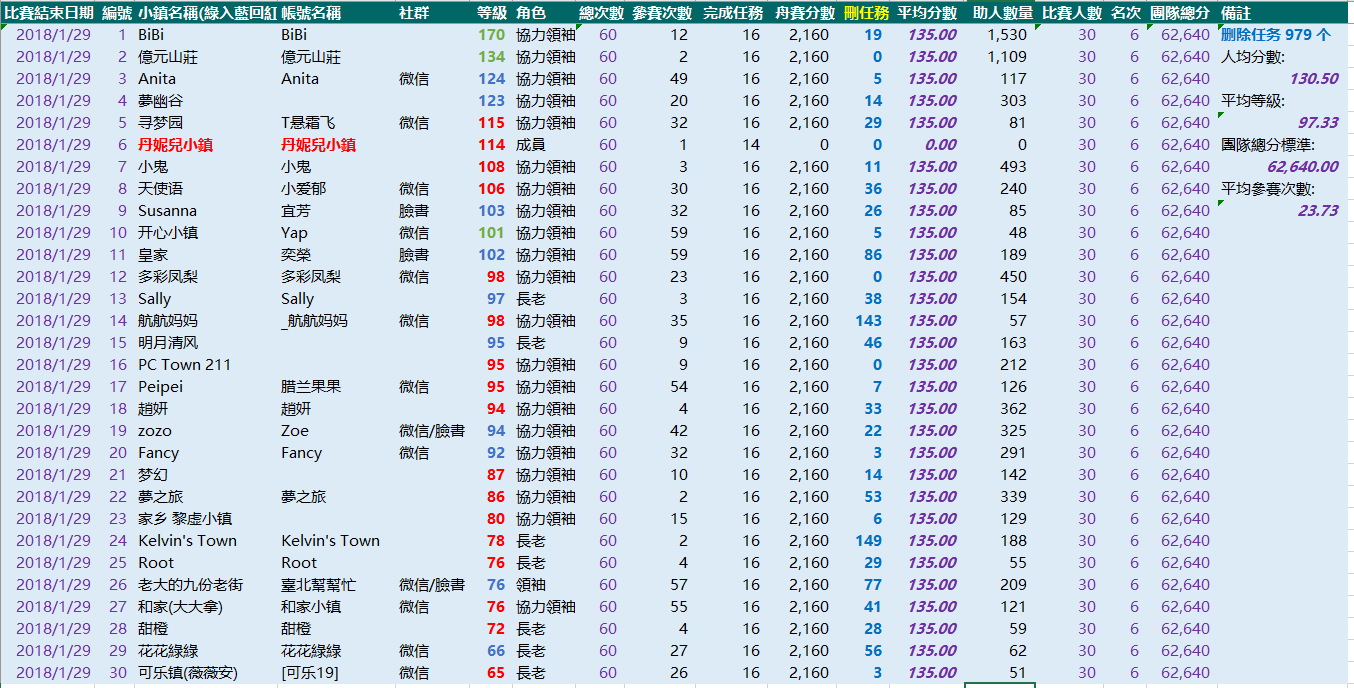 比賽結束日期 編號 小鎮名稱(綠入藍回紅 帳號名稱 社群 等級 角色 總次數 參賽次數 完成任務 舟賽分數 刪任務 平均分數 助人數量 比賽人數 名次 團隊總分 備註
2018/1/29 1 BiBi BiBi 170 協力領袖 60 12 16 2,160 19 135.00 1,530 30 6 62,640 刪除任务 979 个
2018/1/29 2 億元山莊 億元山莊 134 協力領袖 60 2 16 2,160 0 135.00 1,109 30 6 62,640 人均分數:
2018/1/29 3 Anita Anita 微信 124 協力領袖 60 49 16 2,160 5 135.00 117 30 6 62,640 130.50
2018/1/29 4 夢幽谷 123 協力領袖 60 20 16 2,160 14 135.00 303 30 6 62,640 平均等級:
2018/1/29 5 寻梦园 T悬霜飞 微信 115 協力領袖 60 32 16 2,160 29 135.00 81 30 6 62,640 97.33
2018/1/29 6 丹妮兒小鎮 丹妮兒小鎮 114 成員 60 1 14 0 0 0.00 0 30 6 62,640 團隊總分標準:
2018/1/29 7 小鬼 小鬼 108 協力領袖 60 3 16 2,160 11 135.00 493 30 6 62,640 62,640.00
2018/1/29 8 天使语 小爱郁 微信 106 協力領袖 60 30 16 2,160 36 135.00 240 30 6 62,640 平均參賽次數:
2018/1/29 9 Susanna 宜芳 臉書 103 協力領袖 60 32 16 2,160 26 135.00 85 30 6 62,640 23.73
2018/1/29 10 开心小镇 Yap 微信 101 協力領袖 60 59 16 2,160 5 135.00 48 30 6 62,640
2018/1/29 11 皇家 奕榮 臉書 102 協力領袖 60 59 16 2,160 86 135.00 189 30 6 62,640
2018/1/29 12 多彩凤梨 多彩凤梨 微信 98 協力領袖 60 23 16 2,160 0 135.00 450 30 6 62,640
2018/1/29 13 Sally Sally 97 長老 60 3 16 2,160 38 135.00 154 30 6 62,640
2018/1/29 14 航航妈妈 _航航妈妈 微信 98 協力領袖 60 35 16 2,160 143 135.00 57 30 6 62,640
2018/1/29 15 明月清风 95 長老 60 9 16 2,160 46 135.00 163 30 6 62,640
2018/1/29 16 PC Town 211 95 協力領袖 60 9 16 2,160 0 135.00 212 30 6 62,640
2018/1/29 17 Peipei 腊兰果果 微信 95 協力領袖 60 54 16 2,160 7 135.00 126 30 6 62,640
2018/1/29 18 趙妍 趙妍 94 協力領袖 60 4 16 2,160 33 135.00 362 30 6 62,640
2018/1/29 19 zozo Zoe 微信/臉書 94 協力領袖 60 42 16 2,160 22 135.00 325 30 6 62,640
2018/1/29 20 Fancy Fancy 微信 92 協力領袖 60 32 16 2,160 3 135.00 291 30 6 62,640
2018/1/29 21 梦幻 87 協力領袖 60 10 16 2,160 14 135.00 142 30 6 62,640
2018/1/29 22 夢之旅 夢之旅 86 協力領袖 60 2 16 2,160 53 135.00 339 30 6 62,640
2018/1/29 23 家乡 黎虚小镇 80 協力領袖 60 15 16 2,160 6 135.00 129 30 6 62,640
2018/1/29 24 Kelvin's Town Kelvin's Town 78 長老 60 2 16 2,160 149 135.00 188 30 6 62,640
2018/1/29 25 Root Root 76 長老 60 4 16 2,160 29 135.00 55 30 6 62,640
2018/1/29 26 老大的九份老街 臺北幫幫忙 微信/臉書 76 領袖 60 57 16 2,160 77 135.00 209 30 6 62,640
2018/1/29 27 和家(大大拿) 和家小镇 微信 76 協力領袖 60 55 16 2,160 41 135.00 121 30 6 62,640
2018/1/29 28 甜橙 甜橙 72 長老 60 4 16 2,160 28 135.00 59 30 6 62,640
2018/1/29 29 花花綠綠 花花綠綠 微信 66 長老 60 27 16 2,160 56 135.00 62 30 6 62,640
2018/1/29 30 可乐镇(薇薇安) [可乐19] 微信 65 長老 60 26 16 2,160 3 135.00 51 30 6 62,640